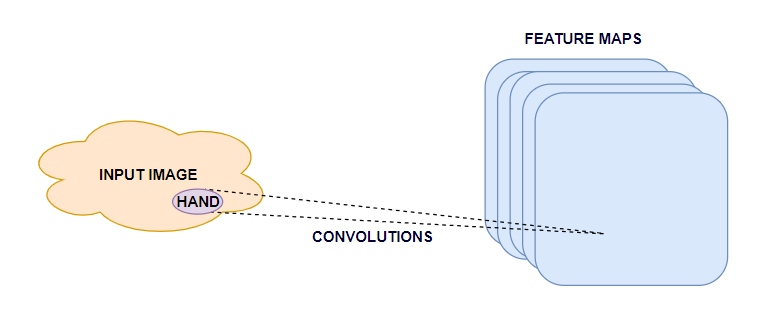 FEATURE MAPS
INPUT IMAGE
HAND
CONVOLUTIONS